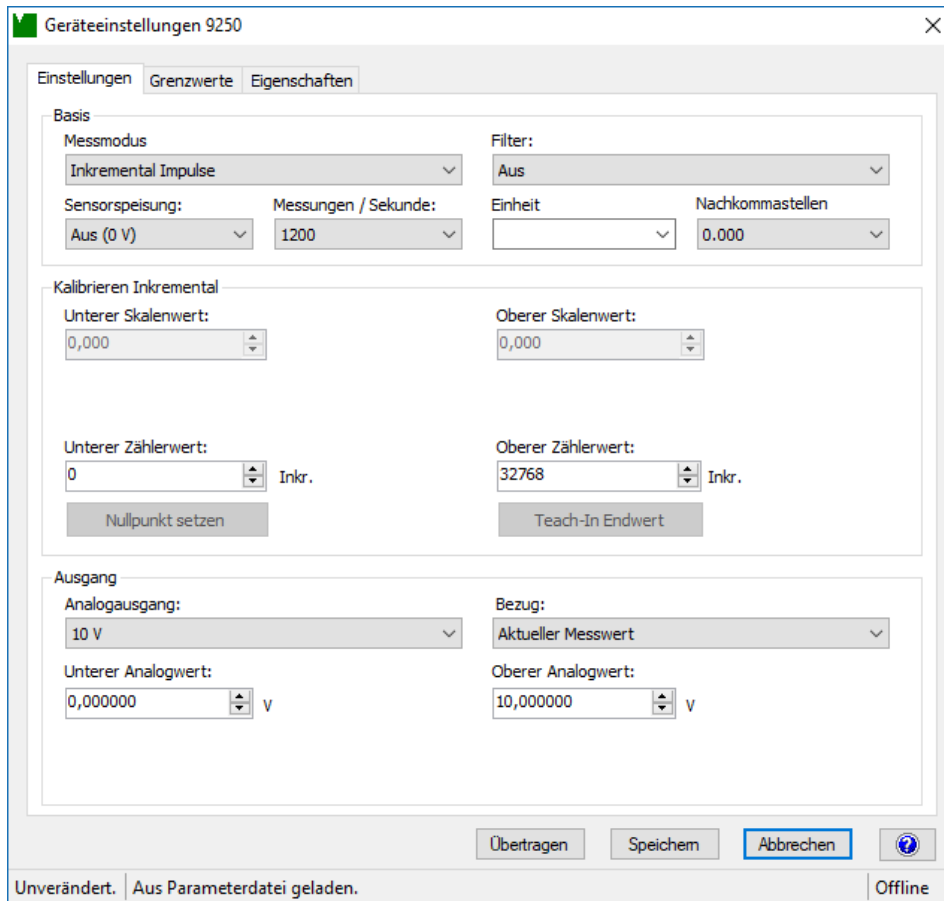 Geräteeinstellungen 9250
Einstellungen Grenzwerte Eigenschaften
Basis
Messmodus Filter:
Inkremental Impulse Aus
Sensorspeisung: Messungen / Sekunde: Einheit Nachkommastellen
Aus (0 V) 1200 0.000
Kalibrieren Inkremental
Unterer Skalenwert: Oberer Skalenwert:
0,000 0,000
Unterer Zählerwert: Oberer Zählerwert:
0 Inkr. 32768 Inkr.
Nullpunkt setzen Teach-In Endwert
Ausgang
Analogausgang: Bezug:
10 V Aktueller Messwert
Unterer Analogwert: Oberer Analogwert:
0,000000 V 10,000000 V
Übertragen Speichern Abbrechen ?
Unverändert. Aus Parameterdatei geladen. Offline